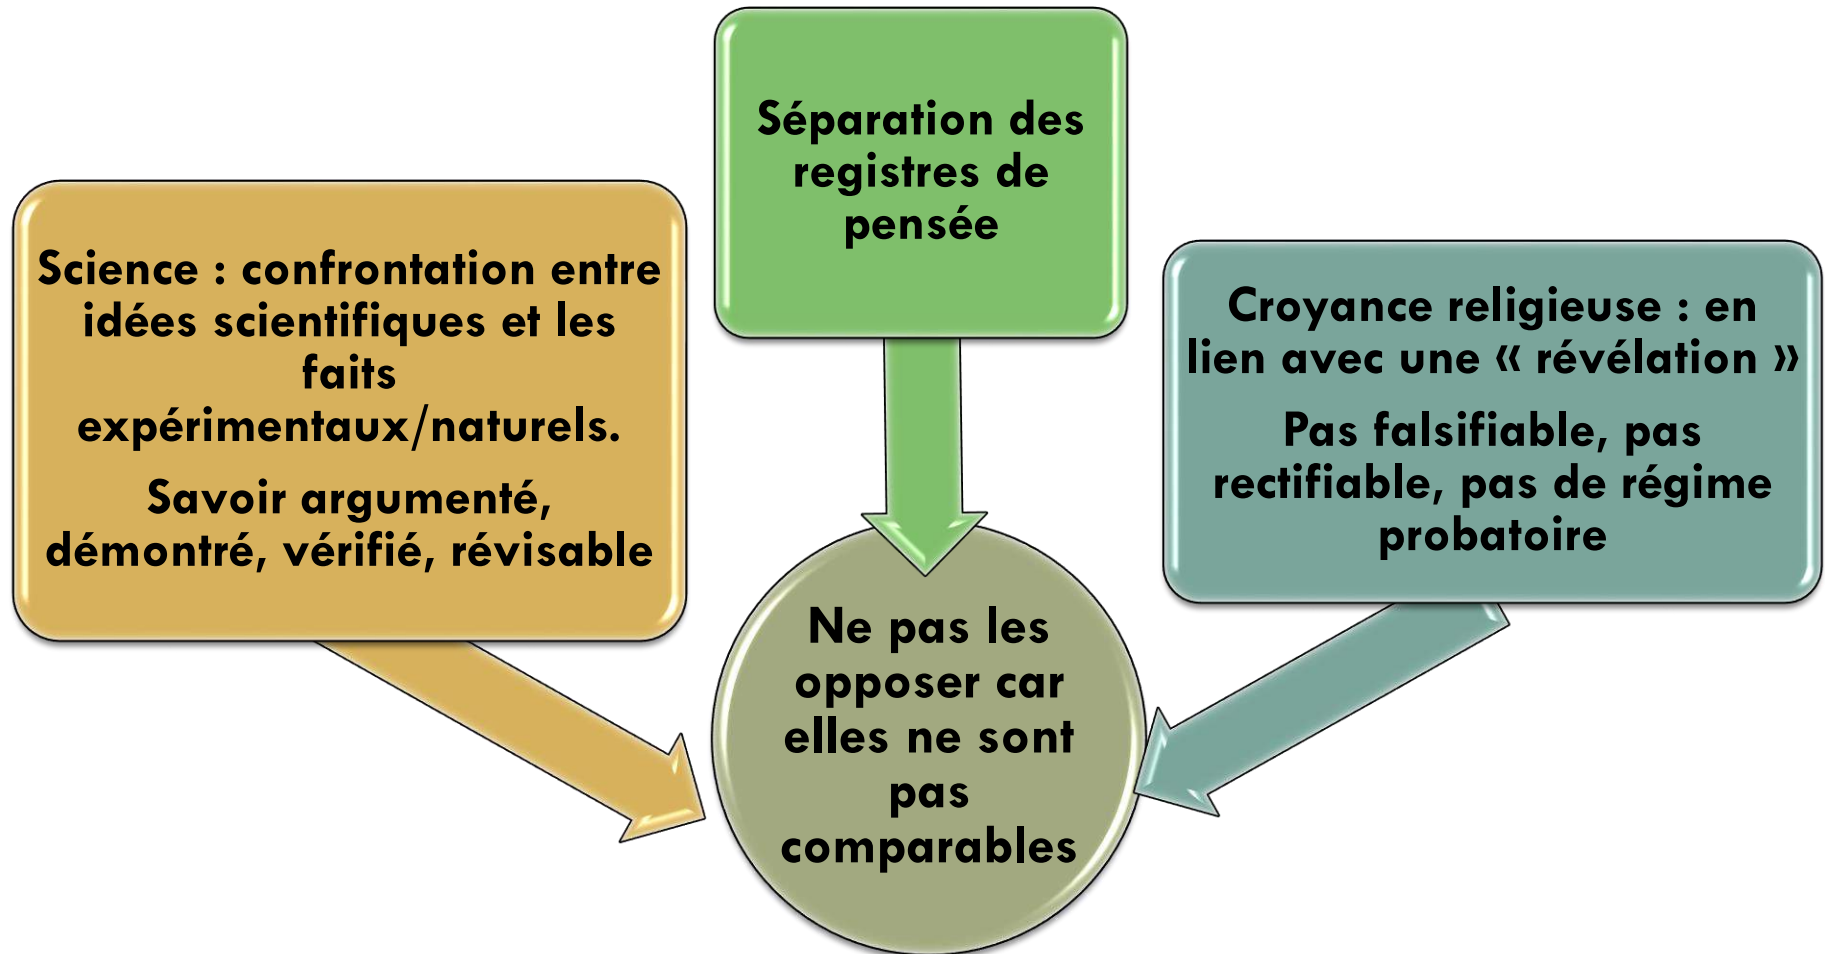 Séparation des
registres de
pensée
Science : confrontation entre
idées scientifiques et les
faits
expérimentaux/naturels.
Savoir argumenté,
démontré, vérifié, révisable
Croyance religieuse : en
lien avec une « révélation »
Pas falsifiable, pas
rectifiable, pas de régime
probatoire
Ne pas les
opposer car
elles ne sont
pas
comparables